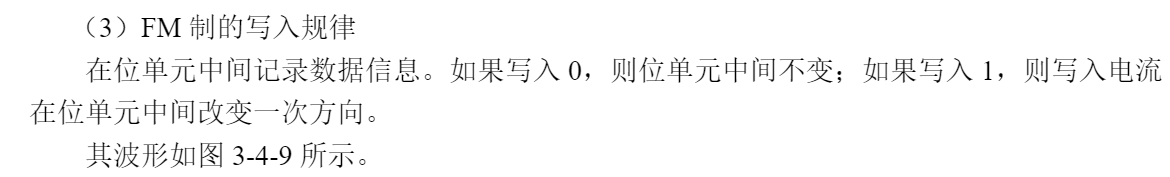 （3）FM 制的写入规律
在位单元中间记录数据信息。如果写入 0，则位单元中间不变；如果写入 1，则写入电流
在位单元中间改变一次方向。
其波形如图 3-4-9 所示。